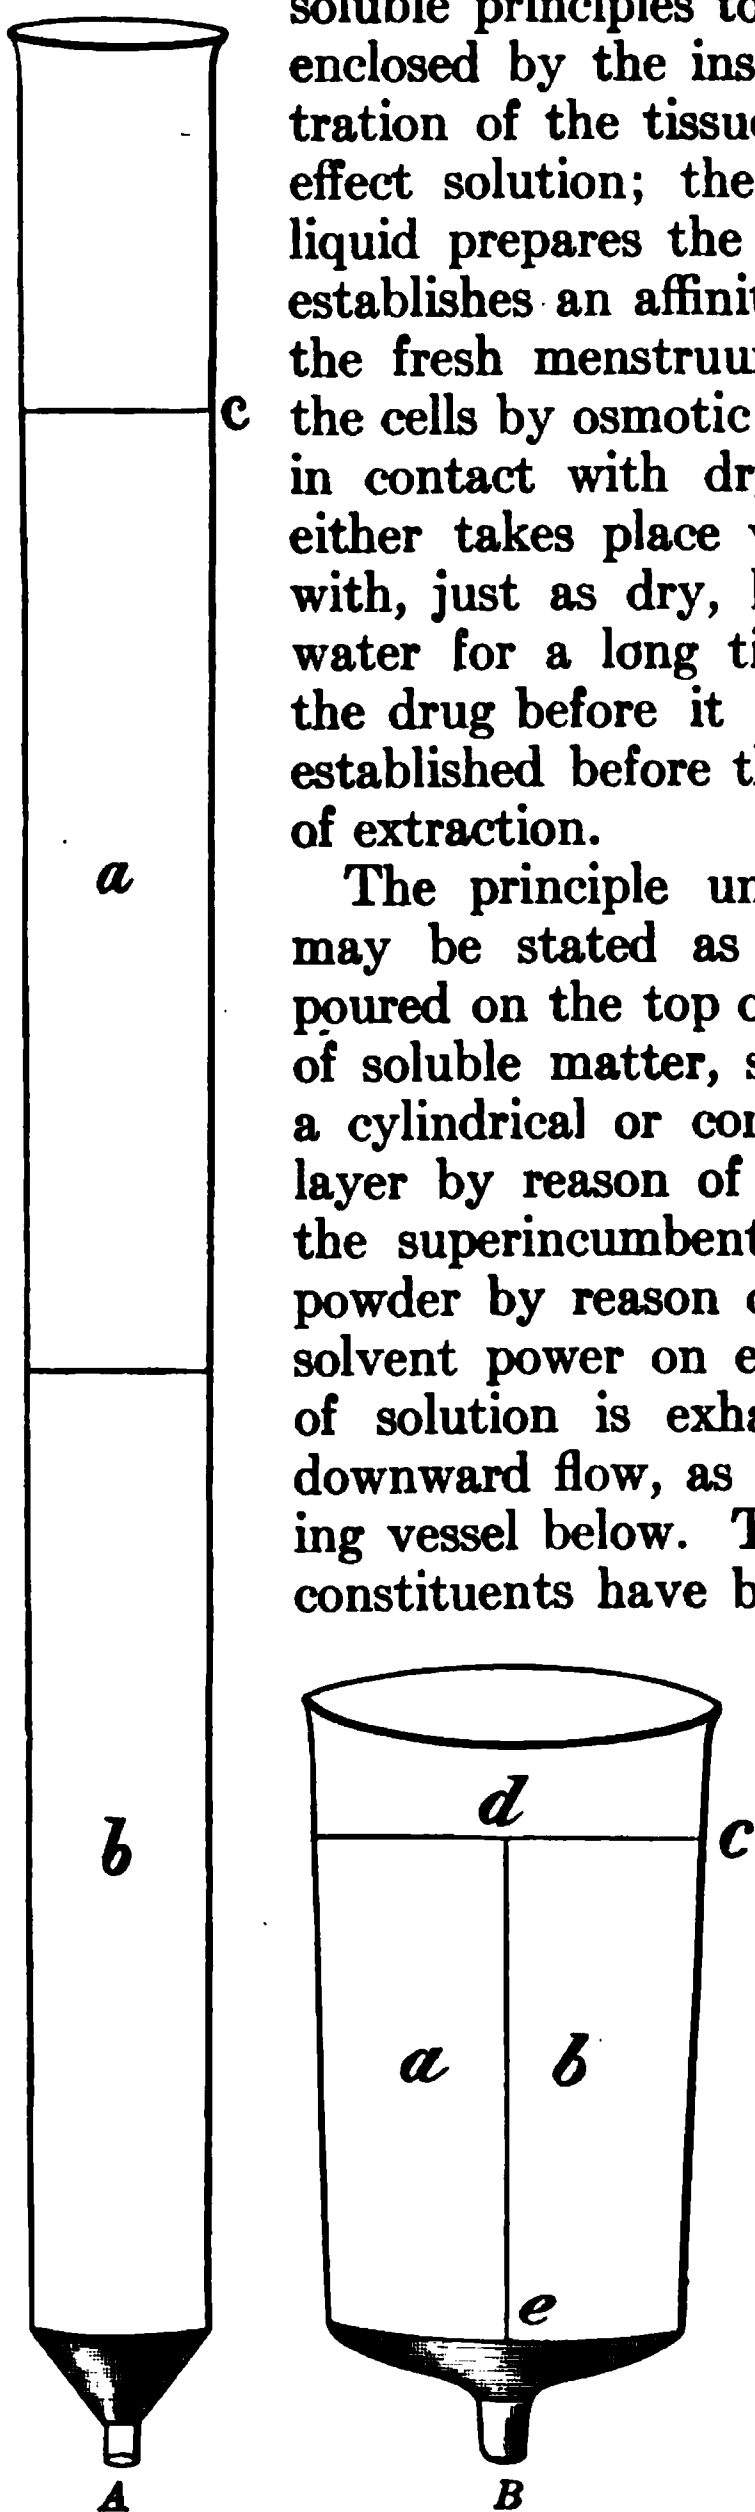 soluble principles to
enclosed by the ins
tration of the tissu
effect solution; the
liquid prepares the
establishes an affinit
the fresh menstruu
c
the cells by osmotic
in contact with dr
either takes place
with, just as dry,
water for a long ti
the drug before it
established before t
of extraction.
a
The principle un
may be stated as
poured on the top
of soluble matter, s
a cylindrical or con
layer by reason of
the superincumbent
powder by reason
solvent power on e
of solution is exha
downward flow, as
ing vessel below. T
constituents have b
b
d
c
a b
e
A B